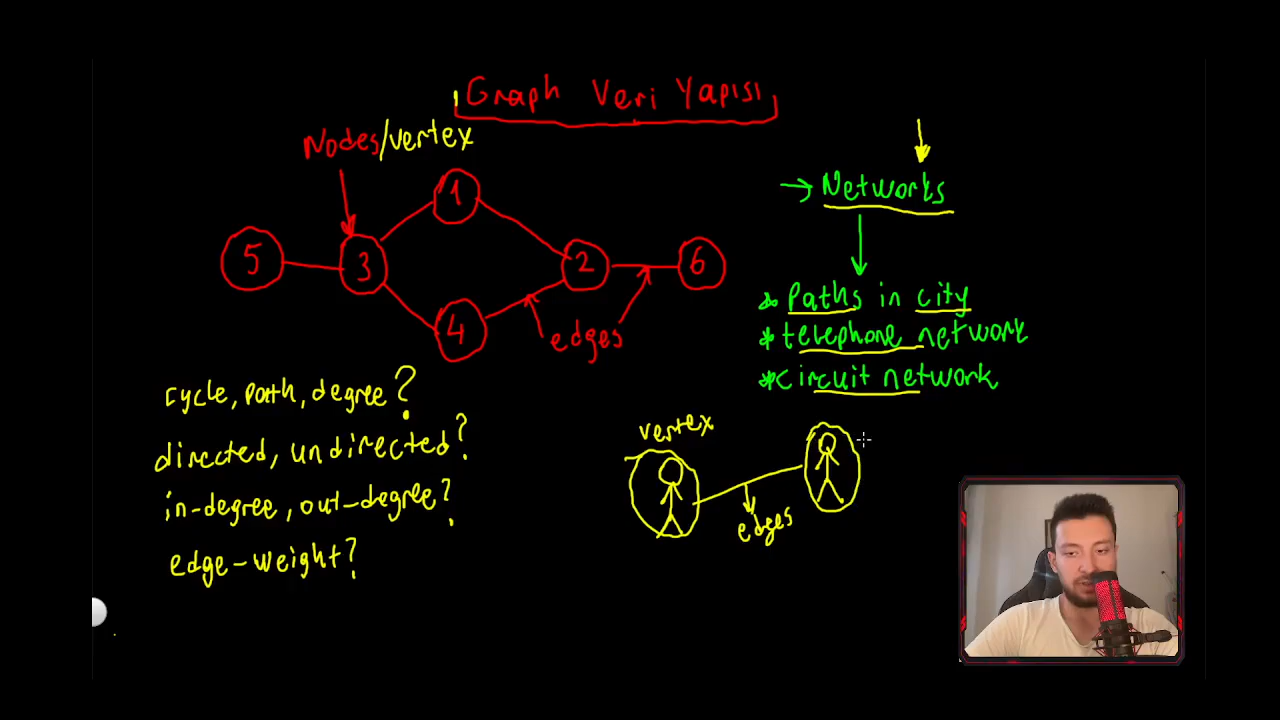 Graph Veri Yapısı
Nodes/vertex
1
5
3
2
6
4
edges
→ Networks
* Paths in city
* telephone network
* circuit network
cycle, path, degree?
directed, undirected?
in-degree, out-degree?
edge-weight?
vertex
edges